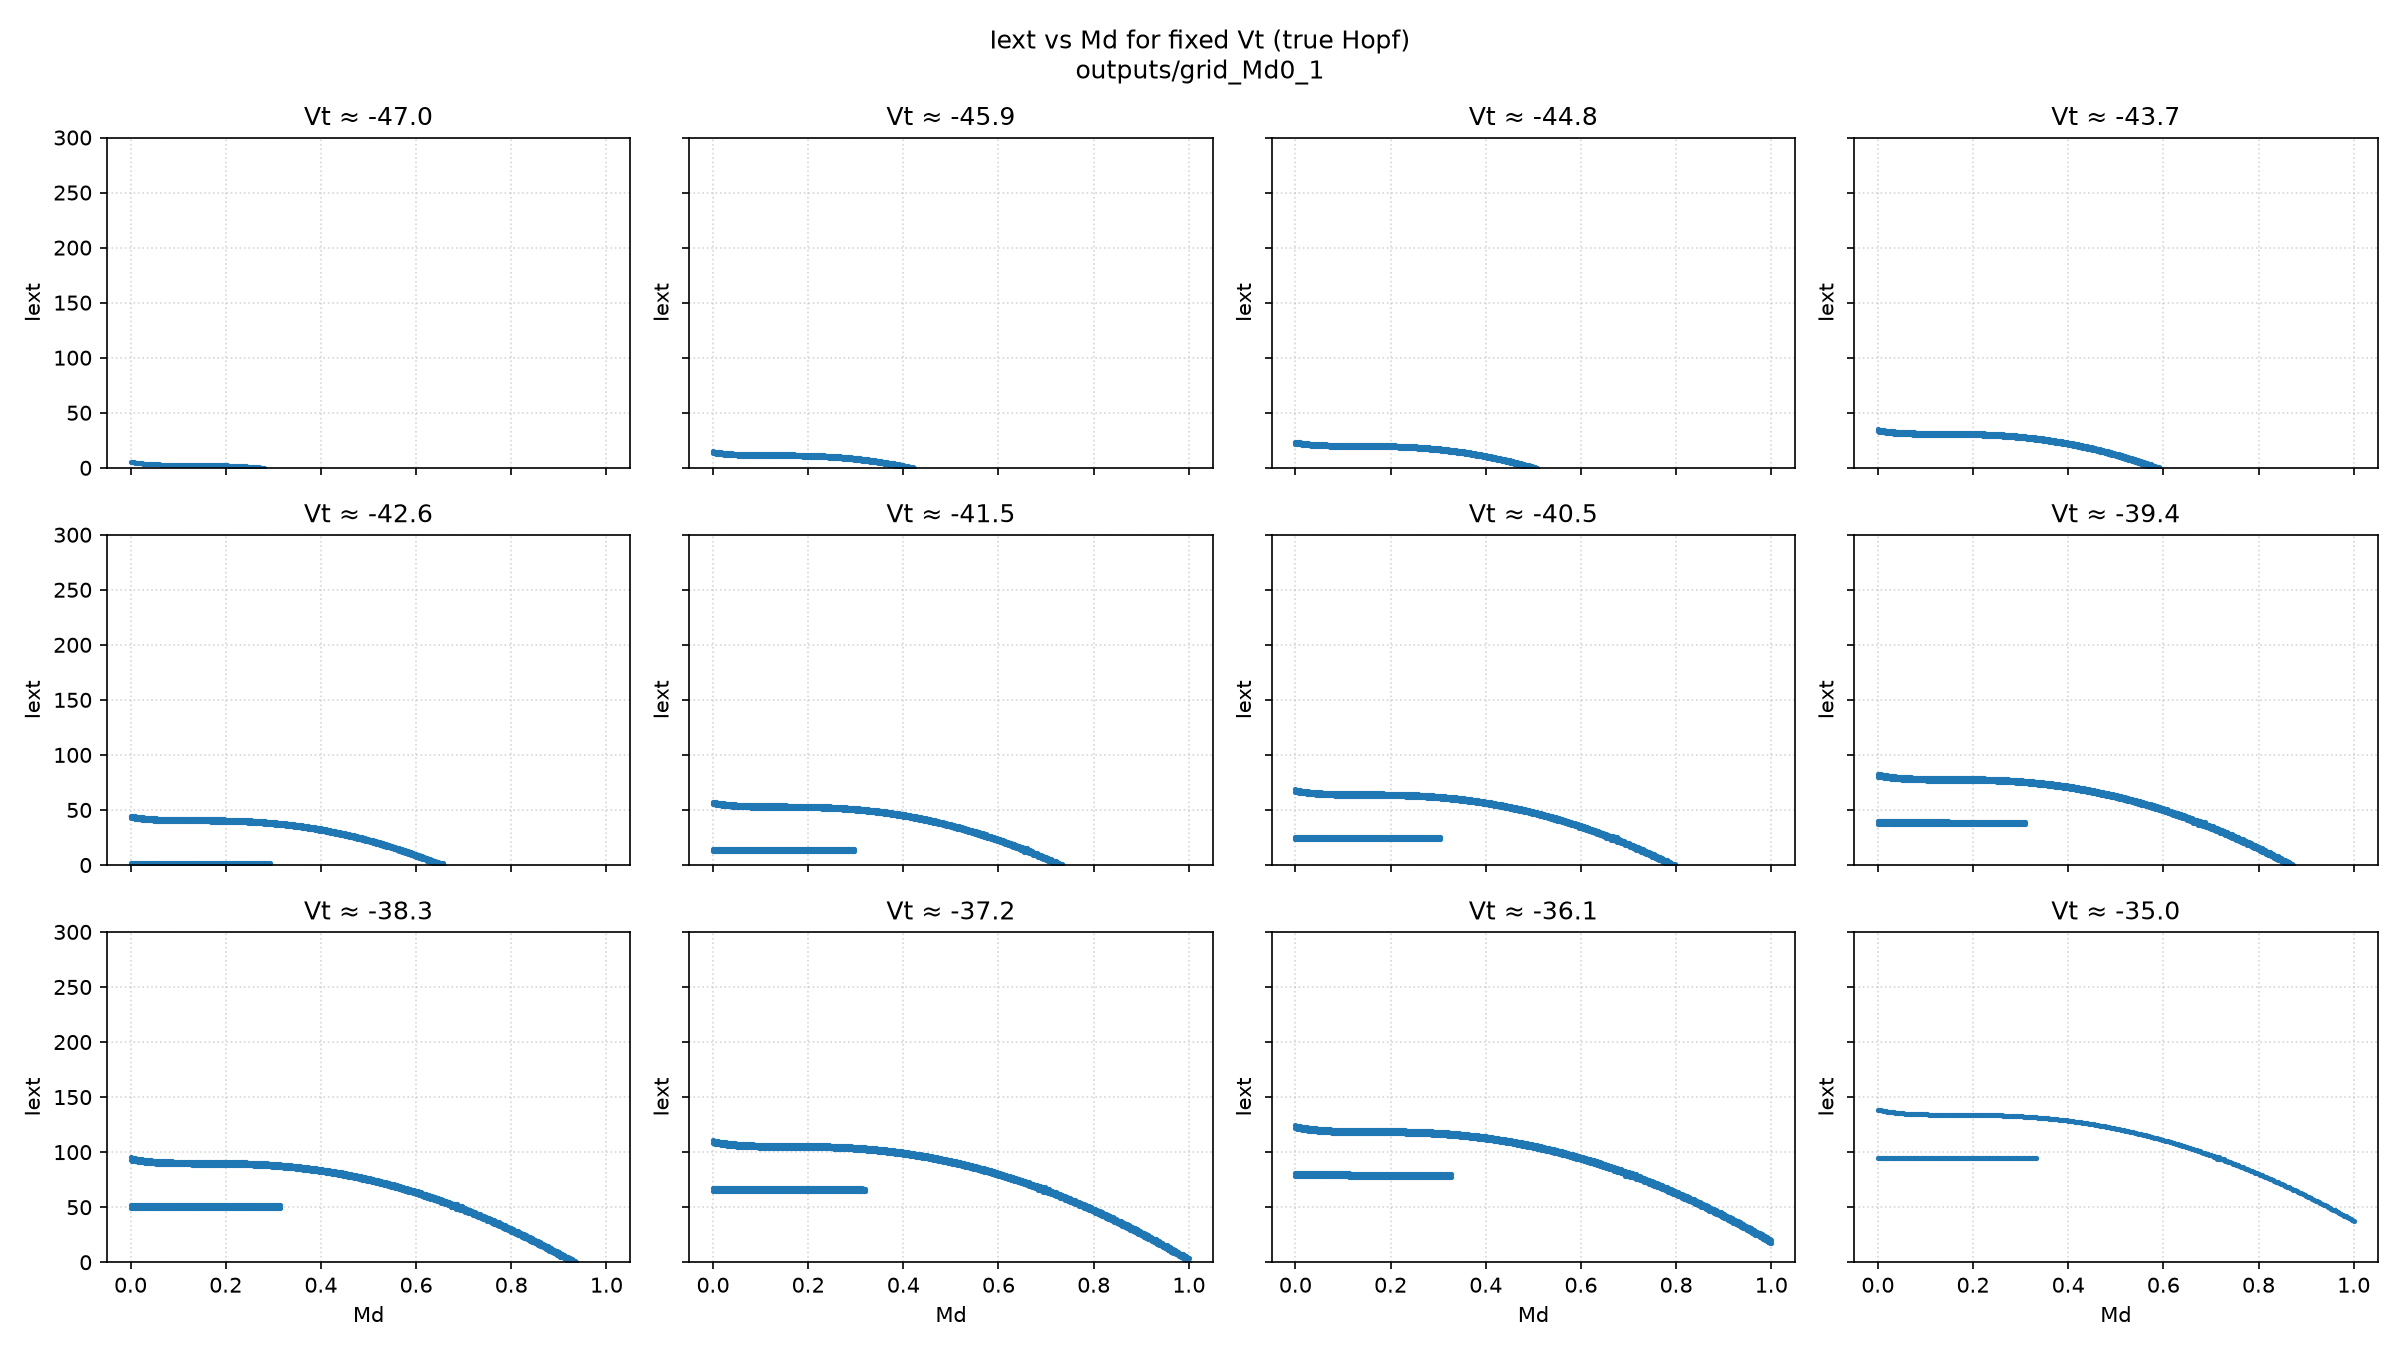 Iext vs Md for fixed Vt (true Hopf)
outputs/grid_Md0_1
Vt ≈ -47.0
Vt ≈ -45.9
Vt ≈ -44.8
Vt ≈ -43.7
300
250
200
150
100
50
0
Iext
Iext
Iext
Iext
Vt ≈ -42.6
Vt ≈ -41.5
Vt ≈ -40.5
Vt ≈ -39.4
300
250
200
150
100
50
0
Iext
Iext
Iext
Iext
Vt ≈ -38.3
Vt ≈ -37.2
Vt ≈ -36.1
Vt ≈ -35.0
300
250
200
150
100
50
0
Iext
Iext
Iext
Iext
0.0 0.2 0.4 0.6 0.8 1.0
0.0 0.2 0.4 0.6 0.8 1.0
0.0 0.2 0.4 0.6 0.8 1.0
0.0 0.2 0.4 0.6 0.8 1.0
Md
Md
Md
Md